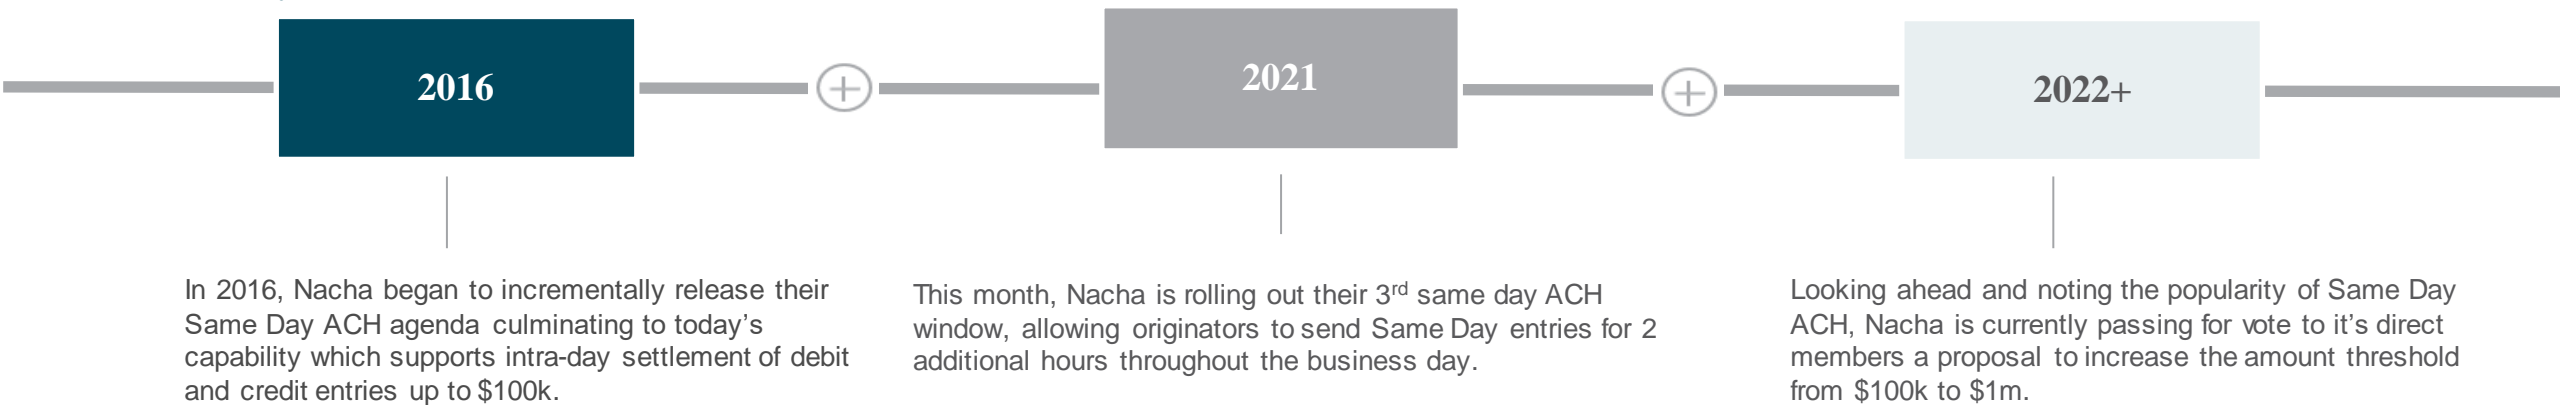 2016
2021
2022+
In 2016, Nacha began to incrementally release their
Same Day ACH agenda culminating to today's
capability which supports intra-day settlement of debit
and credit entries up to $100k.
This month, Nacha is rolling out their 3rd same day ACH
window, allowing originators to send Same Day entries for 2
additional hours throughout the business day.
Looking ahead and noting the popularity of Same Day
ACH, Nacha is currently passing for vote to it's direct
members a proposal to increase the amount threshold
from $100k to $1m.